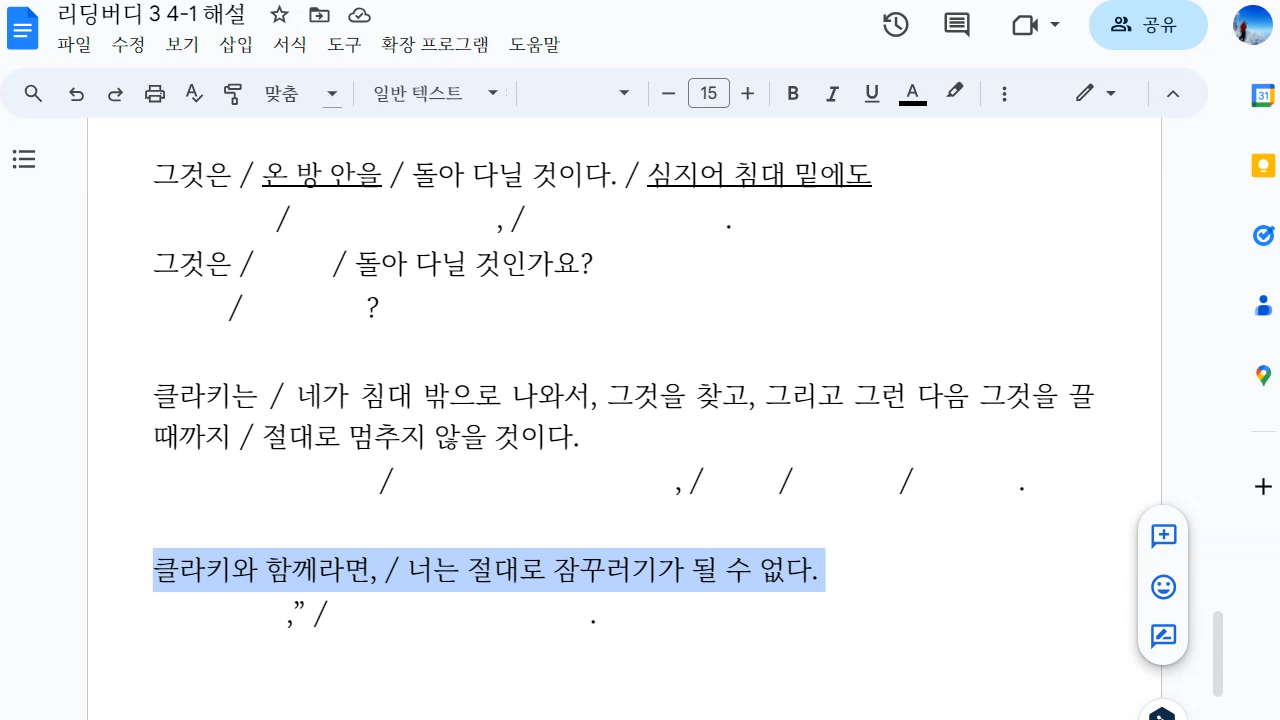 리딩버디 3 4-1 해설
파일 수정 보기 삽입 서식 도구 확장 프로그램 도움말
공유
맞춤 일반 텍스트 15 B I U A
31
그것은 / 온 방 안을 / 돌아 다닐 것이다. / 심지어 침대 밑에도
/ , / .
그것은 / / 돌아 다닐 것인가요?
/ ?
클라키는 / 네가 침대 밖으로 나와서, 그것을 찾고, 그리고 그런 다음 그것을 끌
때까지 / 절대로 멈추지 않을 것이다.
/ , / / / .
클라키와 함께라면, / 너는 절대로 잠꾸러기가 될 수 없다.
,” / .